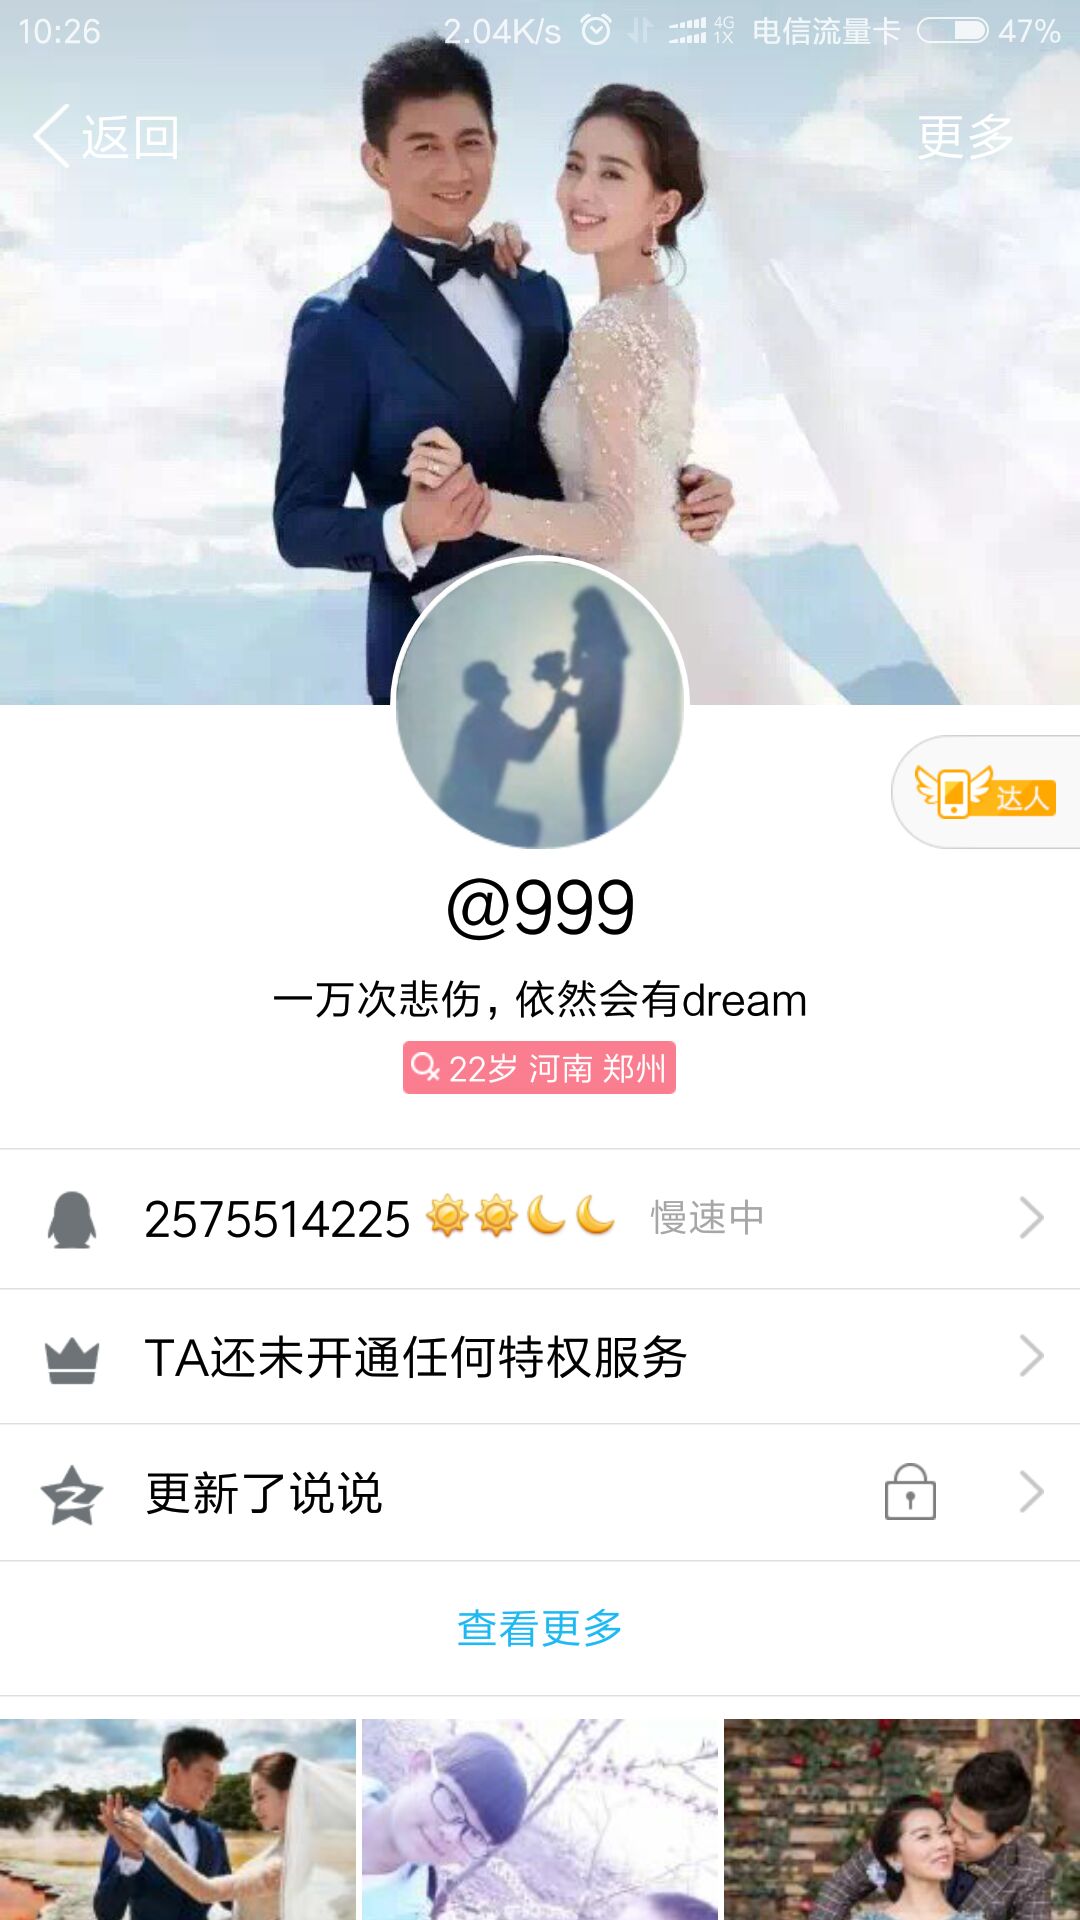 10:26 2.04K/s 4G 1X 电信流量卡 47%
返回 更多
达人
@999
一万次悲伤，依然会有dream
22岁 河南 郑州
2575514225 慢速中
TA还未开通任何特权服务
更新了说说
查看更多